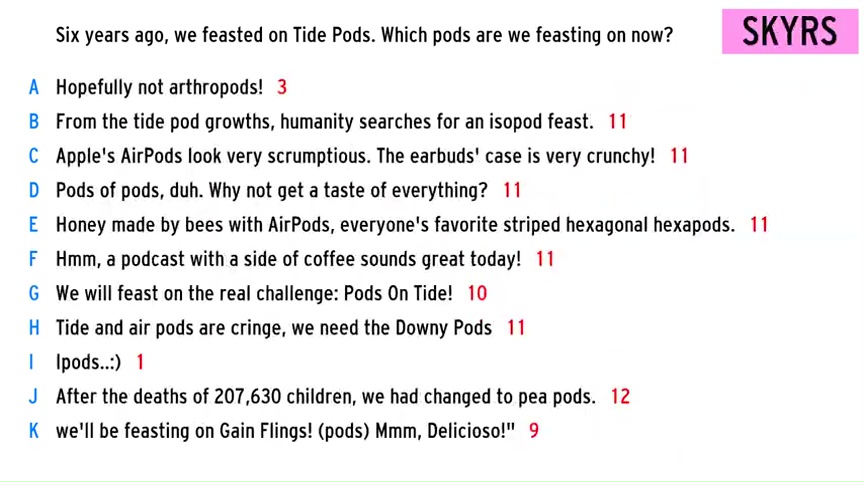 Six years ago, we feasted on Tide Pods. Which pods are we feasting on now?
SKYRS
A Hopefully not arthropods! 3
B From the tide pod growths, humanity searches for an isopod feast. 11
C Apple's AirPods look very scrumptious. The earbuds' case is very crunchy! 11
D Pods of pods, duh. Why not get a taste of everything? 11
E Honey made by bees with AirPods, everyone's favorite striped hexagonal hexapods. 11
F Hmm, a podcast with a side of coffee sounds great today! 11
G We will feast on the real challenge: Pods On Tide! 10
H Tide and air pods are cringe, we need the Downy Pods 11
I Ipods..:) 1
J After the deaths of 207,630 children, we had changed to pea pods. 12
K we'll be feasting on Gain Flings! (pods) Mmm, Delicioso!" 9